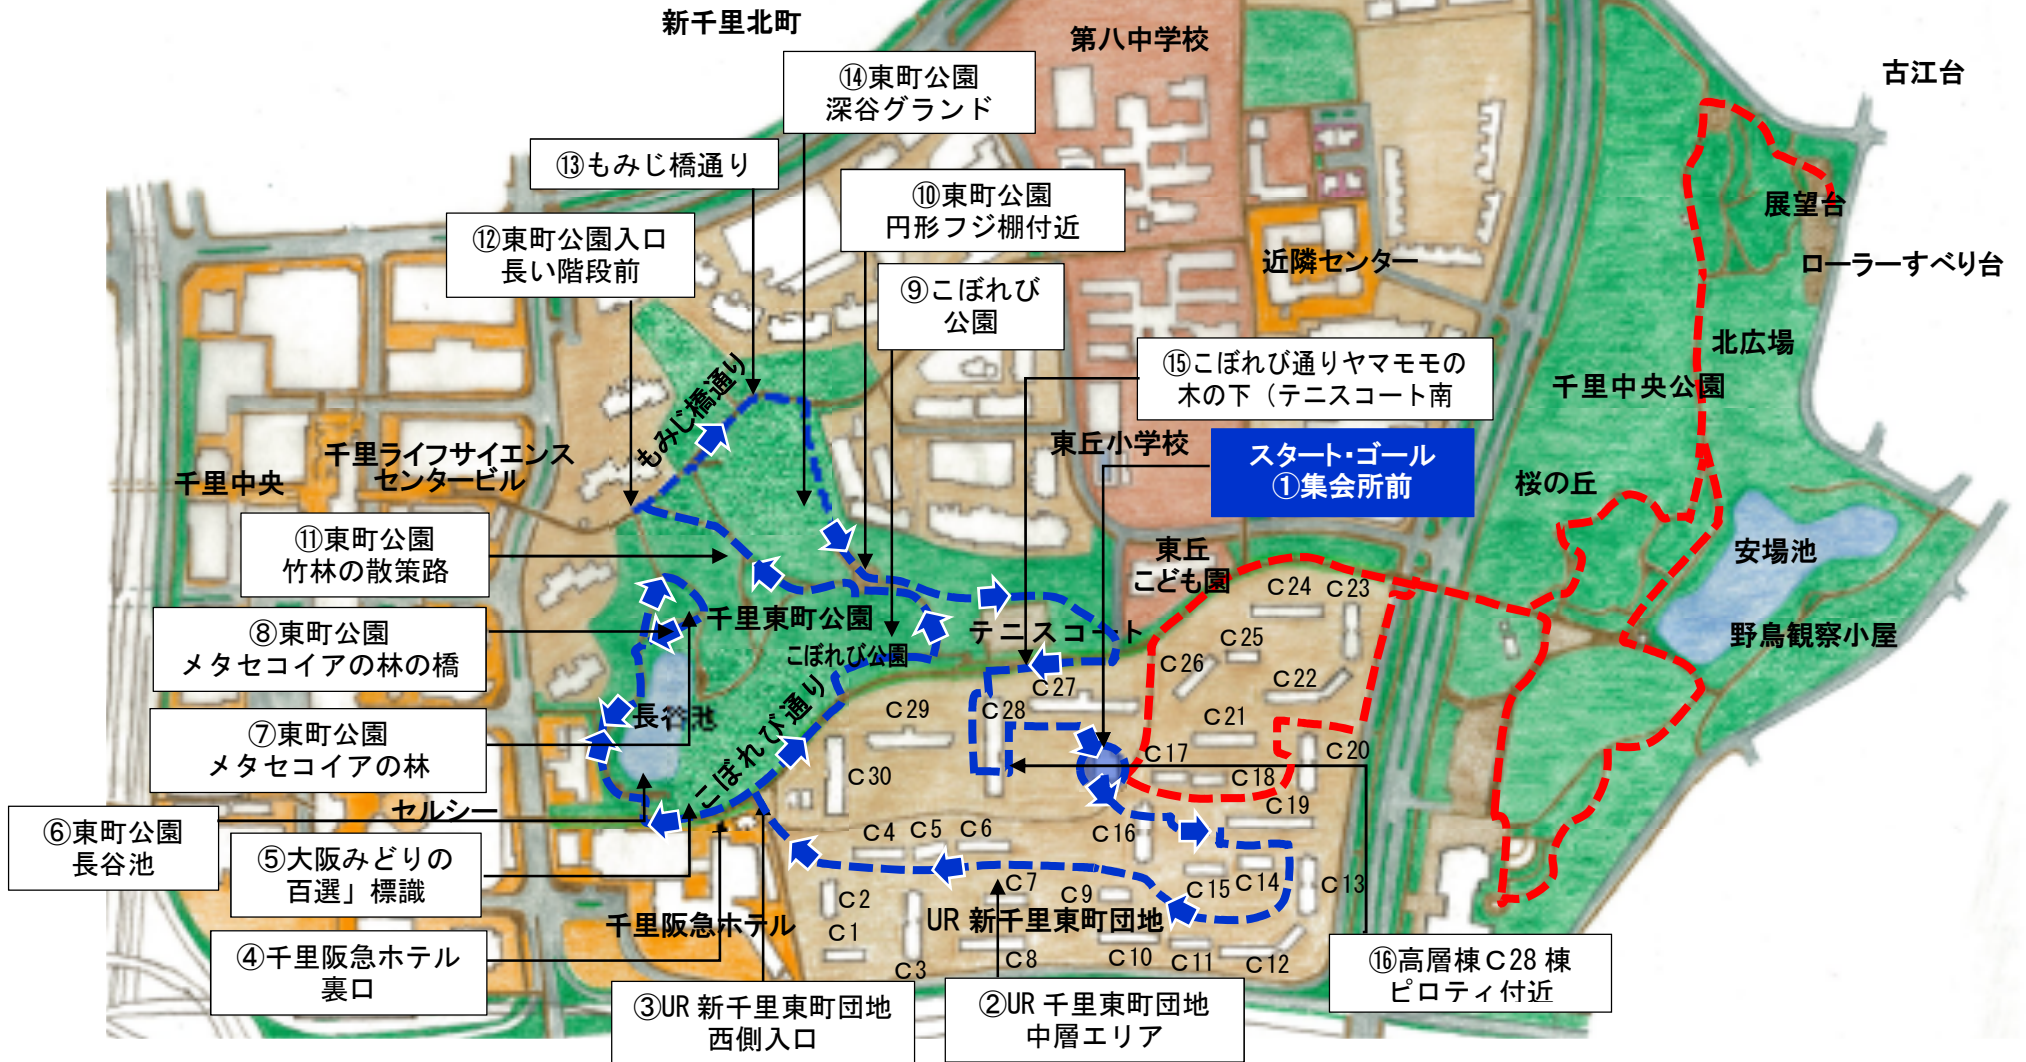 新千里北町
第八中学校
古江台
⑭東町公園
深谷グランド
⑬もみじ橋通り
⑩東町公園
円形フジ棚付近
展望台
⑫東町公園入口
長い階段前
近隣センター
ローラーすべり台
⑨こぼれび
公園
北広場
⑮こぼれび通りヤマモモの
木の下（テニスコート南
千里中央公園
もみじ橋通り
東丘小学校
スタート・ゴール
①集会所前
千里ライフサイエンス
センタービル
千里中央
桜の丘
⑪東町公園
竹林の散策路
東丘
こども園
安場池
C24
C23
⑧東町公園
メタセコイアの林の橋
千里東町公園
テニスコート
野鳥観察小屋
こぼれび公園
C25
C26
C22
C27
⑦東町公園
メタセコイアの林
長谷池
こぼれび通り
C29
C28
C21
C20
C17
C18
C30
C19
セルシー
⑥東町公園
長谷池
C4
C5
C6
C16
⑤大阪みどりの
百選」標識
C7
C9
C15
C14
C13
C2
C1
千里阪急ホテル
UR 新千里東町団地
④千里阪急ホテル
裏口
C3
C8
C10
C11
C12
⑯高層棟C28 棟
ピロティ付近
③UR 新千里東町団地
西側入口
②UR 千里東町団地
中層エリア